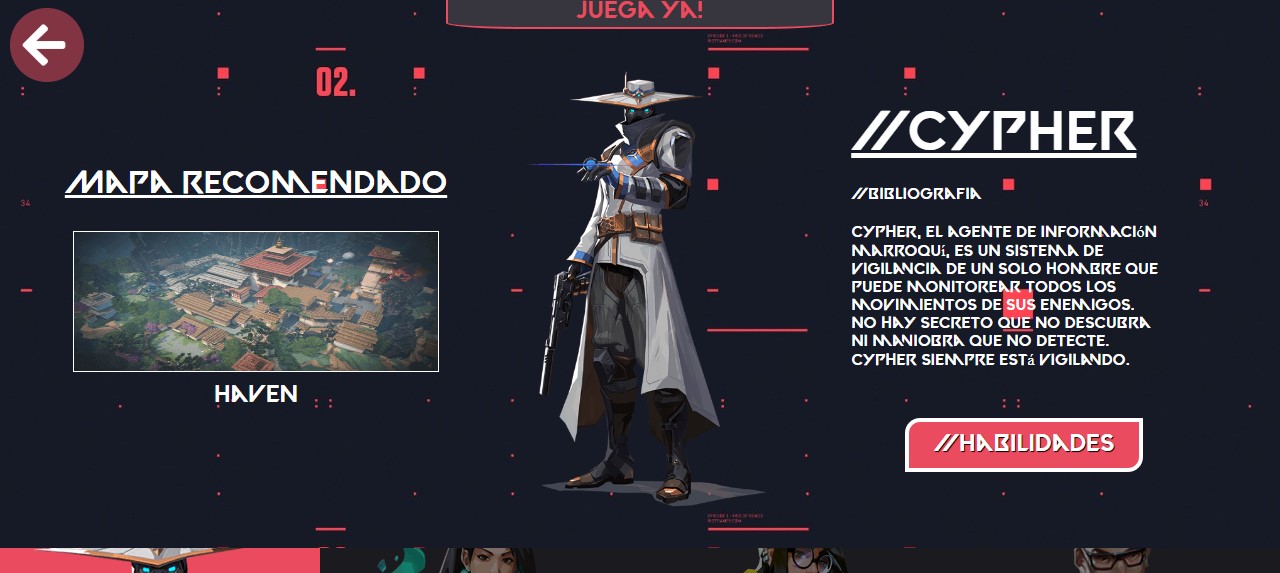 JUEGA YA!
02.
MAPA RECOMENDADO
34
HAVEN
//CYPHER
//BIBLIOGRAFIA
34
CYPHER, EL AGENTE DE INFORMACIóN
MARROQUí, ES UN SISTEMA DE
VIGILANCIA DE UN SOLO HOMBRE QUE
PUEDE MONITOREAR TODOS LOS
MOVIMIENTOS DE SUS ENEMIGOS.
NO HAY SECRETO QUE NO DESCUBRA
NI MANIOBRA QUE NO DETECTE.
CYPHER SIEMPRE ESTá VIGILANDO.
//HABILIDADES